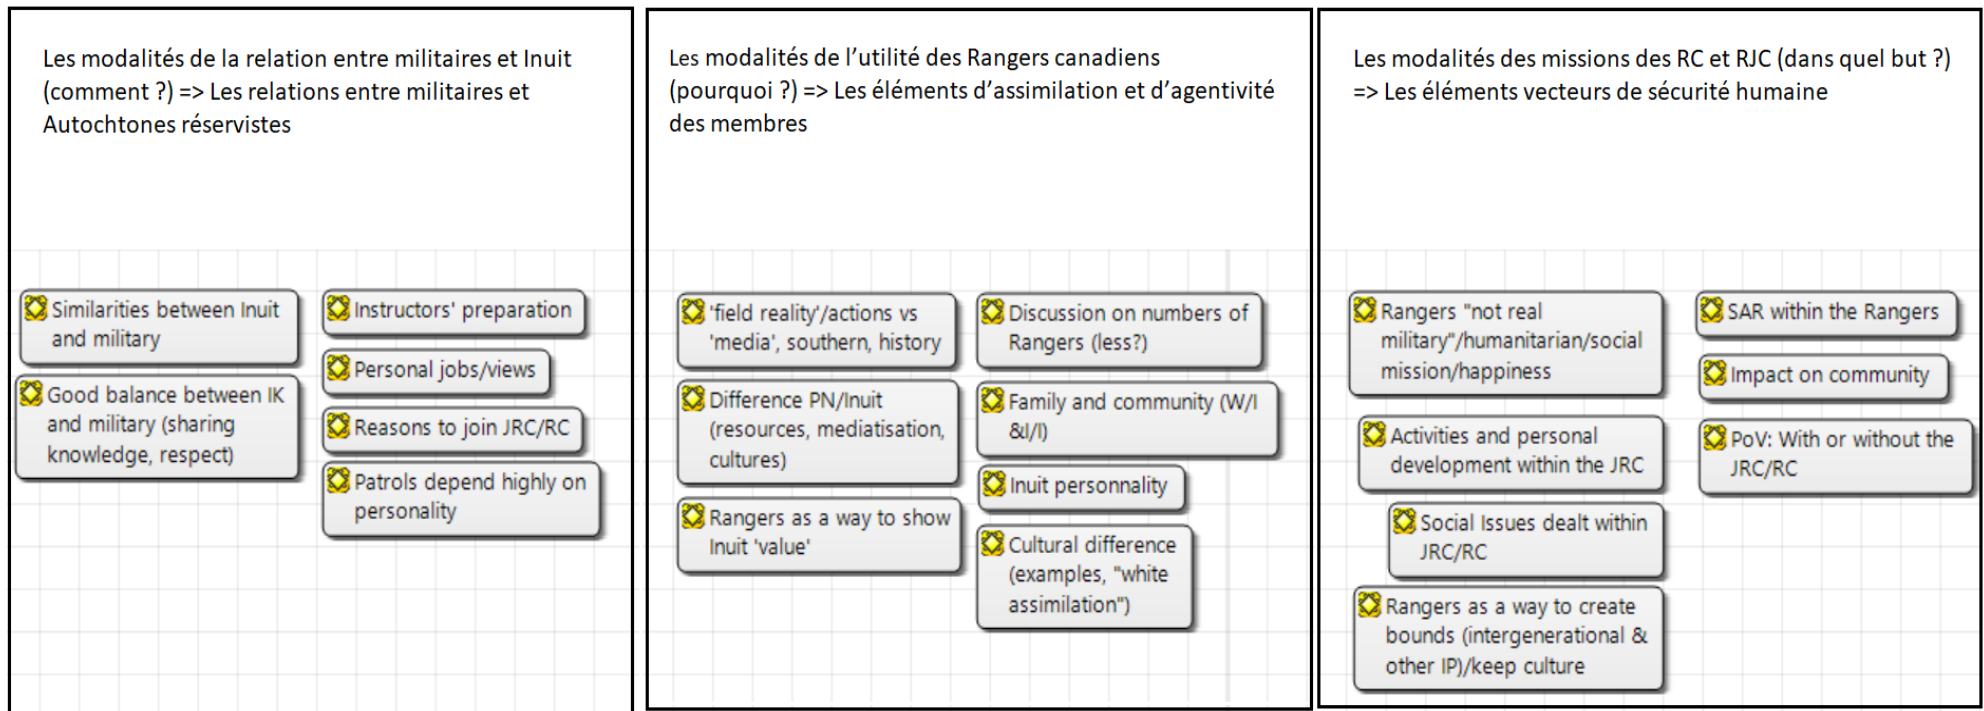 Les modalités de la relation entre militaires et Inuit
(comment ?) => Les relations entre militaires et
Autochtones réservistes
Similarities between Inuit
and military
Good balance between IK
and military (sharing
knowledge, respect)
Instructors' preparation
Personal jobs/views
Reasons to join JRC/RC
Patrols depend highly on
personality
Les modalités de l'utilité des Rangers canadiens
(pourquoi ?) => Les éléments d'assimilation et d'agentivité
des membres
'field reality'/actions vs
'media', southern, history
Difference PN/Inuit
(resources, mediatisation,
cultures)
Rangers as a way to show
Inuit 'value'
Discussion on numbers of
Rangers (less?)
Family and community (W/I
&I/I)
Inuit personnality
Cultural difference
(examples, "white
assimilation")
Les modalités des missions des RC et RJC (dans quel but ?)
=> Les éléments vecteurs de sécurité humaine
Rangers "not real
military"/humanitarian/social
mission/happiness
Activities and personal
development within the JRC
Social Issues dealt within
JRC/RC
Rangers as a way to create
bounds (intergenerational &
other IP)/keep culture
SAR within the Rangers
Impact on community
PoV: With or without the
JRC/RC